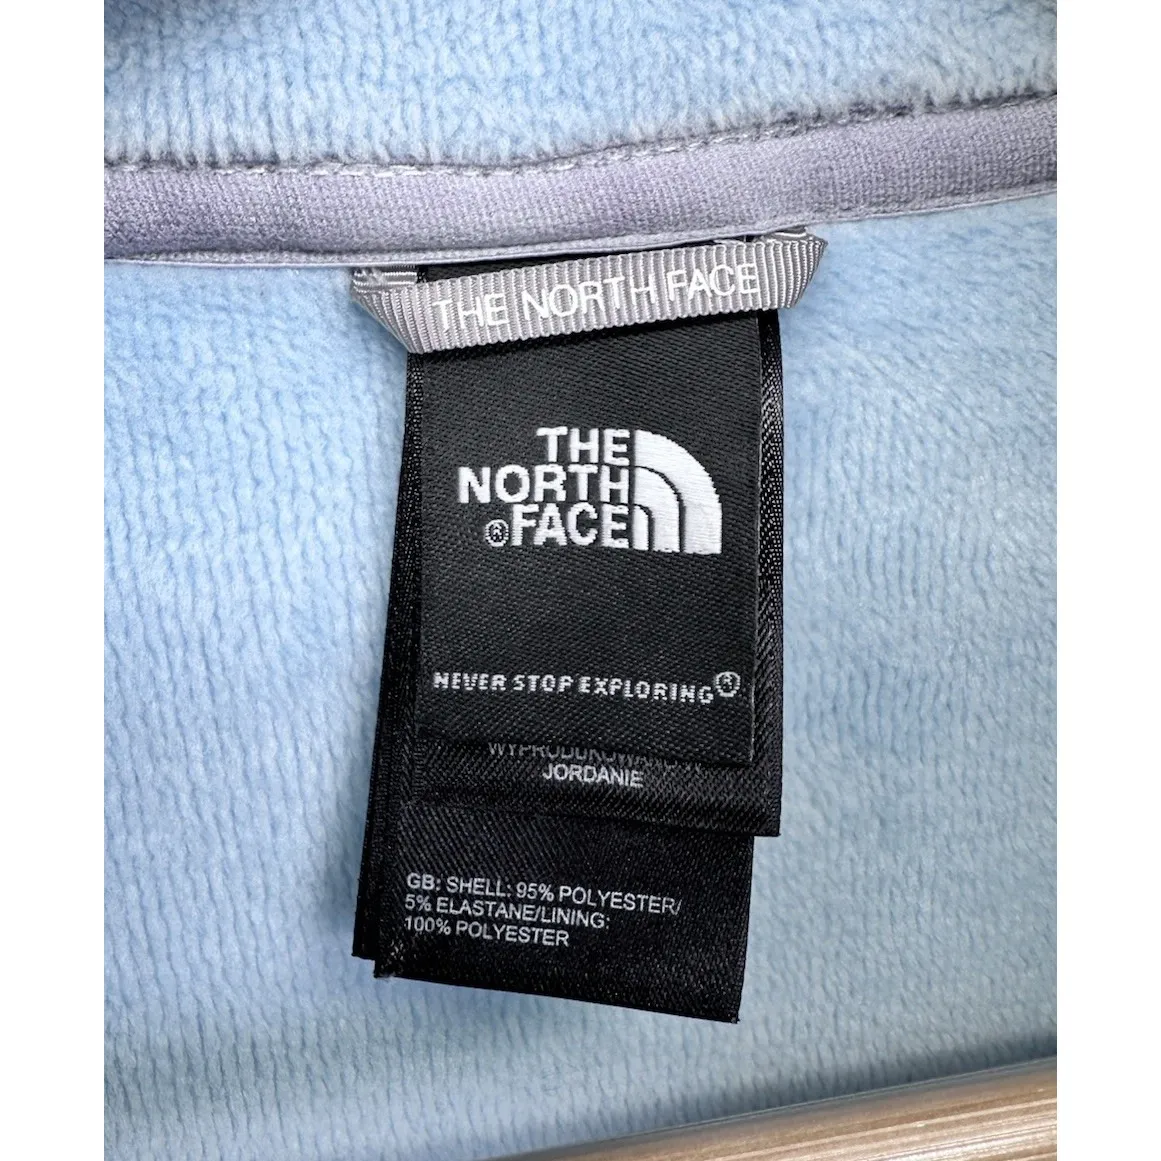 THE NORTH FACE
THE
NORTH
®FACE
NEVER STOP EXPLORING®
JORDANIE
GB: SHELL: 95% POLYESTER/
5% ELASTANE/LINING:
100% POLYESTER